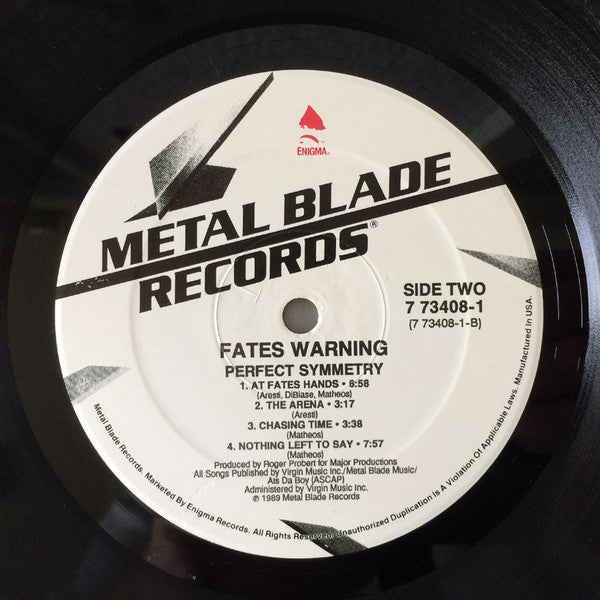 ENIGMA.
METAL BLADE
RECORDS®
SIDE TWO
7 73408-1
(7 73408-1-B)
FATES WARNING
PERFECT SYMMETRY
1. AT FATES HANDS • 6:58
(Aresti, DiBiase, Matheos)
2. THE ARENA • 3:17
(Aresti)
3. CHASING TIME • 3:38
(Matheos)
4. NOTHING LEFT TO SAY • 7:57
(Matheos)
Produced by Roger Probert for Major Productions
All Songs Published by Virgin Music Inc./Metal Blade Music/
Ats Da Boy (ASCAP)
Administered by Virgin Music Inc.
℗ 1989 Metal Blade Records
Metal Blade Records. Marketed By Enigma Records. All Rights Reserved. Unauthorized Duplication Is A Violation Of Applicable Laws. Manufactured In USA.